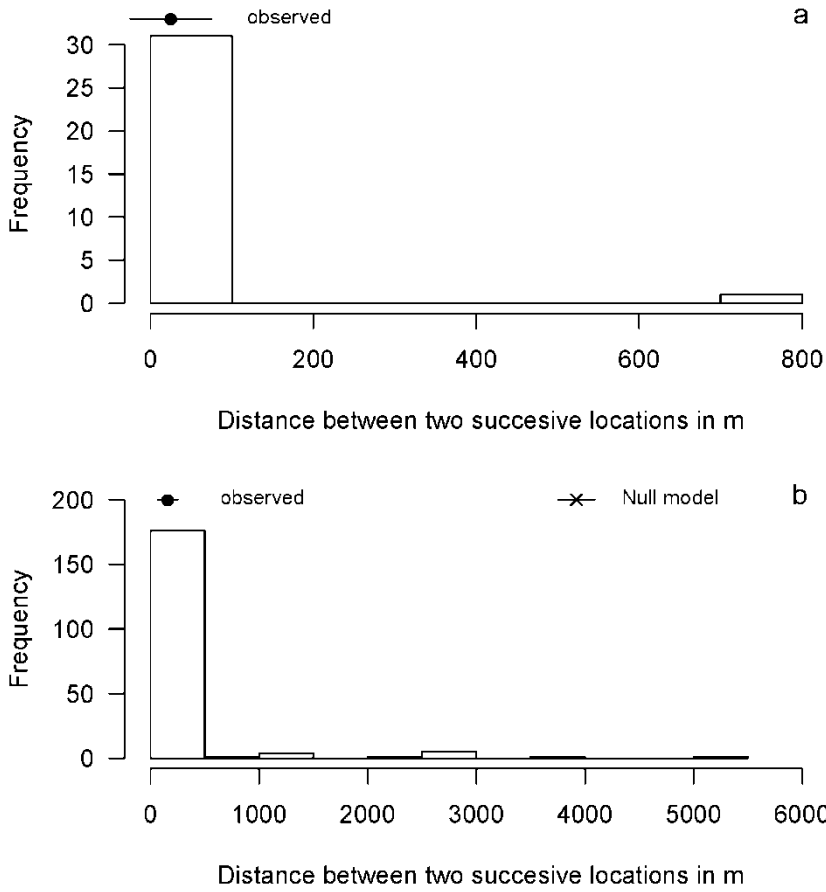 observed
a
30
25
20
15
10
5
0
Frequency
0 200 400 600 800
Distance between two succesive locations in m
observed Null model b
200
150
100
50
0
Frequency
0 1000 2000 3000 4000 5000 6000
Distance between two succesive locations in m